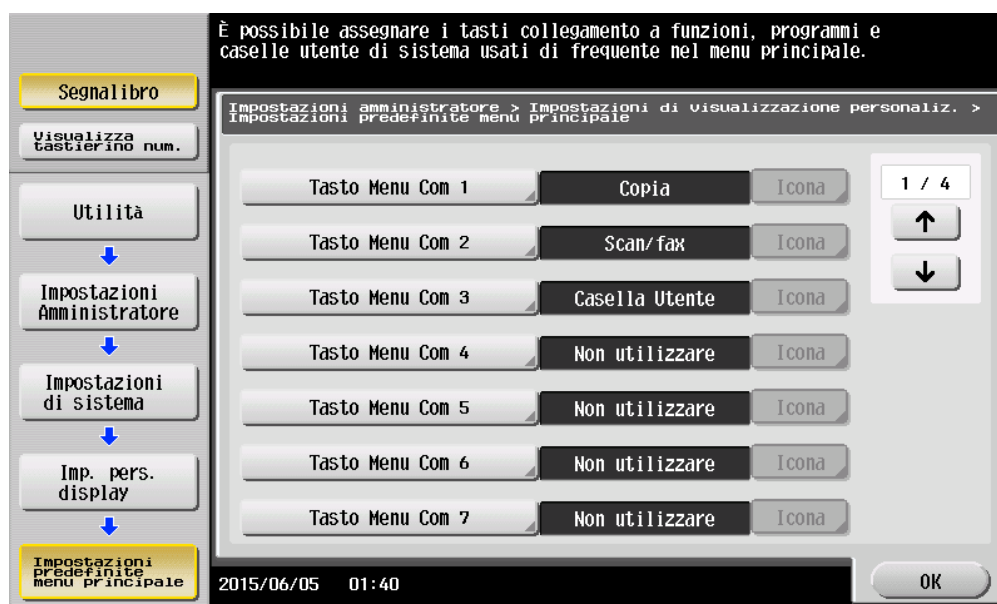 È possibile assegnare i tasti collegamento a funzioni, programmi e
caselle utente di sistema usati di frequente nel menu principale.
Segnalibro
Visualizza
tastierino num.
Utilità
Impostazioni
Amministratore
Impostazioni
di sistema
Imp. pers.
display
Impostazioni
predefinite
menu principale
Impostazioni amministratore > Impostazioni di visualizzazione personaliz. >
Impostazioni predefinite menu principale
Tasto Menu Com 1 Copia Icona
Tasto Menu Com 2 Scan/fax Icona
Tasto Menu Com 3 Casella Utente Icona
Tasto Menu Com 4 Non utilizzare Icona
Tasto Menu Com 5 Non utilizzare Icona
Tasto Menu Com 6 Non utilizzare Icona
Tasto Menu Com 7 Non utilizzare Icona
1 / 4
2015/06/05 01:40
OK